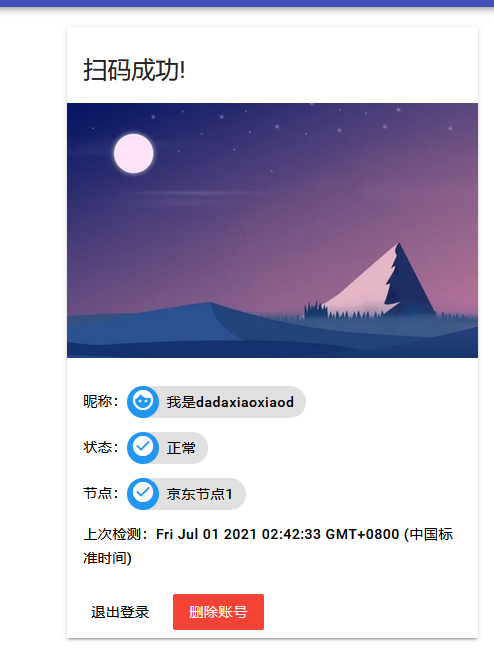 扫码成功!
昵称：我是dadaxiaoxiaod
状态：正常
节点：京东节点1
上次检测：Fri Jul 01 2021 02:42:33 GMT+0800 (中国标
准时间)
退出登录 删除账号